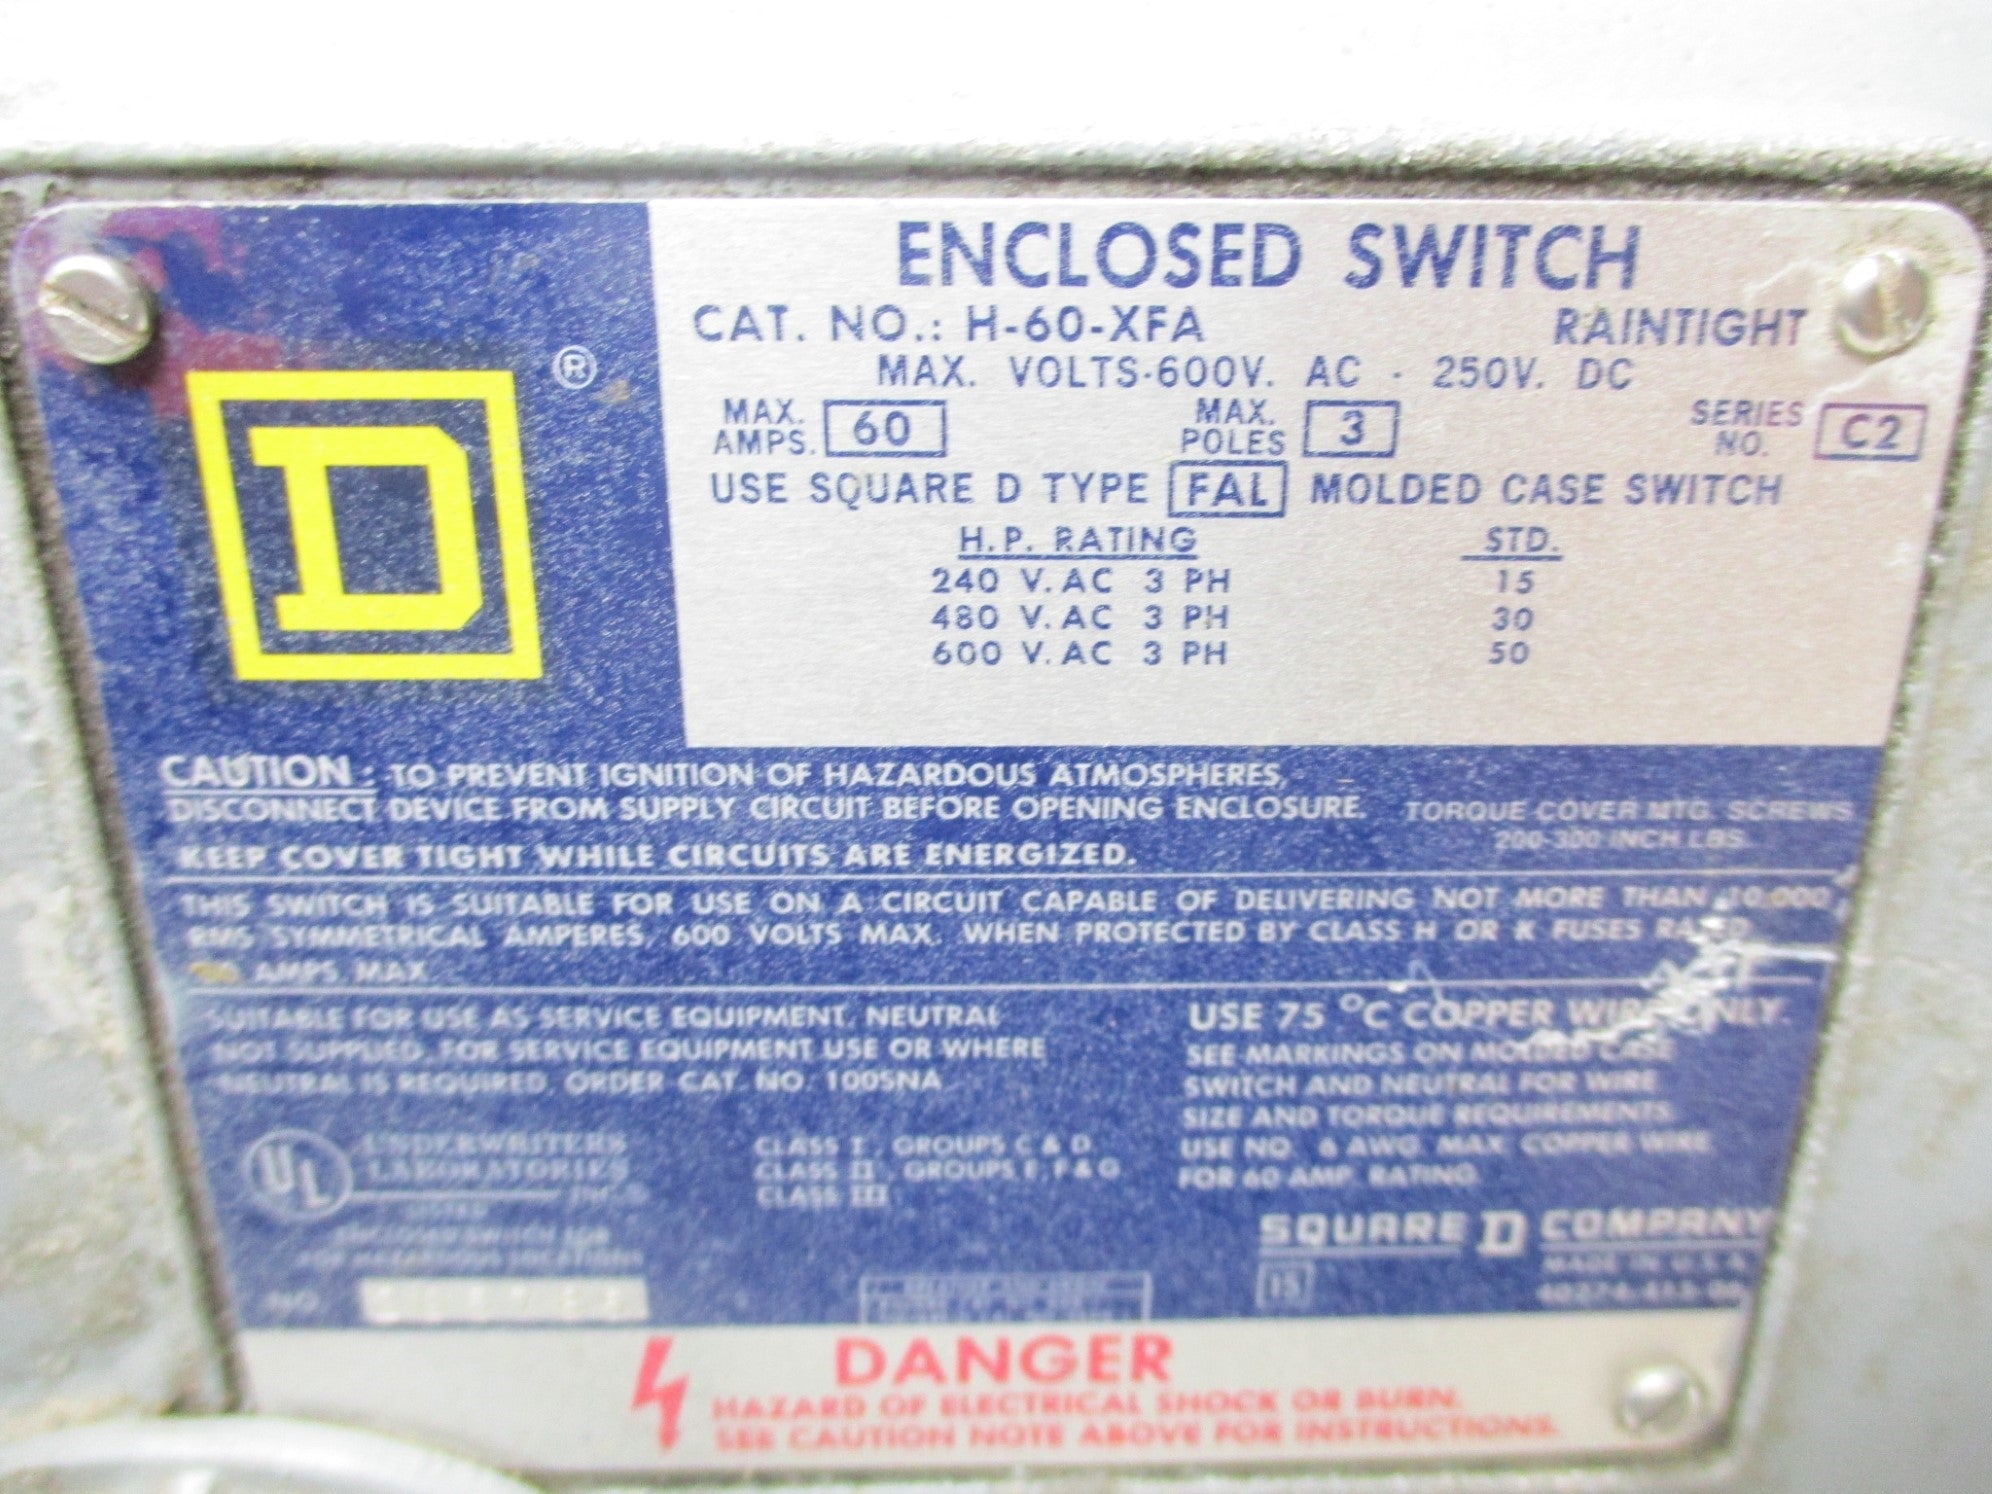 ENCLOSED SWITCH
CAT. NO.: H-60-XFA RAINTIGHT
MAX. VOLTS-600V. AC - 250V. DC
MAX. AMPS. 60 MAX. POLES 3 SERIES NO. C2
USE SQUARE D TYPE FAL MOLDED CASE SWITCH
H.P. RATING STD.
240 V.AC 3 PH 15
480 V.AC 3 PH 30
600 V.AC 3 PH 50
D ®
CAUTION: TO PREVENT IGNITION OF HAZARDOUS ATMOSPHERES,
DISCONNECT DEVICE FROM SUPPLY CIRCUIT BEFORE OPENING ENCLOSURE.
KEEP COVER TIGHT WHILE CIRCUITS ARE ENERGIZED.
TORQUE COVER MTG. SCREWS
200-300 INCH LBS.
THIS SWITCH IS SUITABLE FOR USE ON A CIRCUIT CAPABLE OF DELIVERING NOT MORE THAN 10,000
RMS SYMMETRICAL AMPERES, 600 VOLTS MAX. WHEN PROTECTED BY CLASS H OR K FUSES RATED
AMPS MAX
SUITABLE FOR USE AS SERVICE EQUIPMENT, NEUTRAL
NOT SUPPLIED. FOR SERVICE EQUIPMENT USE OR WHERE
NEUTRAL IS REQUIRED, ORDER CAT. NO. 100SNA
USE 75 °C COPPER WIRE ONLY.
SEE MARKINGS ON MOLDED CASE
SWITCH AND NEUTRAL FOR WIRE
SIZE AND TORQUE REQUIREMENTS
USE NO. 6 AWG. MAX. COPPER WIRE
FOR 60 AMP. RATING.
UL UNDERWRITERS
LABORATORIES
INC.®
LISTED
ENCLOSED SWITCH FOR
FOR HAZARDOUS LOCATIONS
NO.
CLASS I, GROUPS C & D
CLASS II, GROUPS E, F & G
CLASS III
SQUARE D COMPANY
MADE IN U.S.A.
DANGER
HAZARD OF ELECTRICAL SHOCK OR BURN.
SEE CAUTION NOTE ABOVE FOR INSTRUCTIONS.